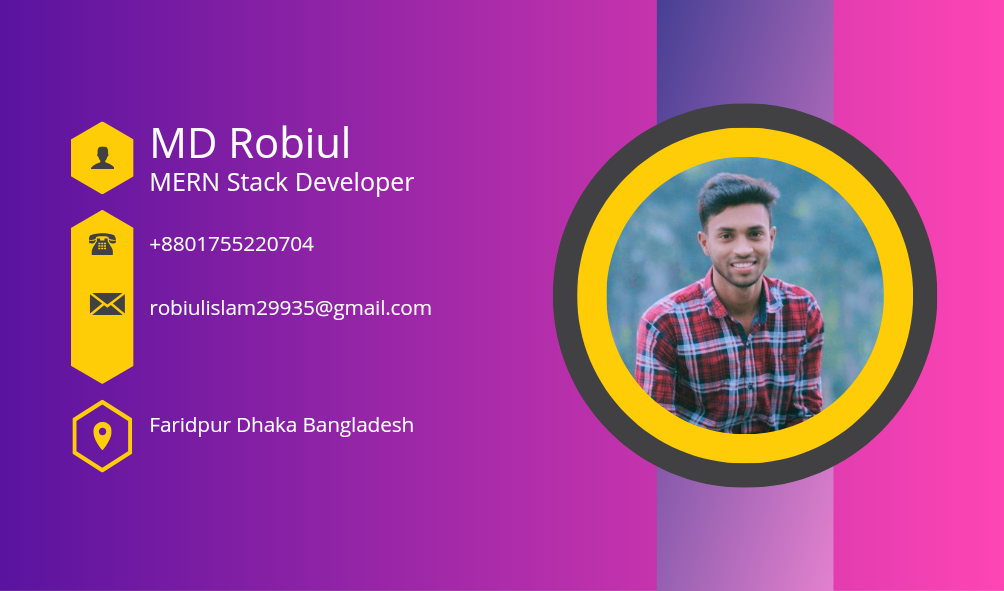 MD Robiul
MERN Stack Developer
+8801755220704
robiulislam29935@gmail.com
Faridpur Dhaka Bangladesh